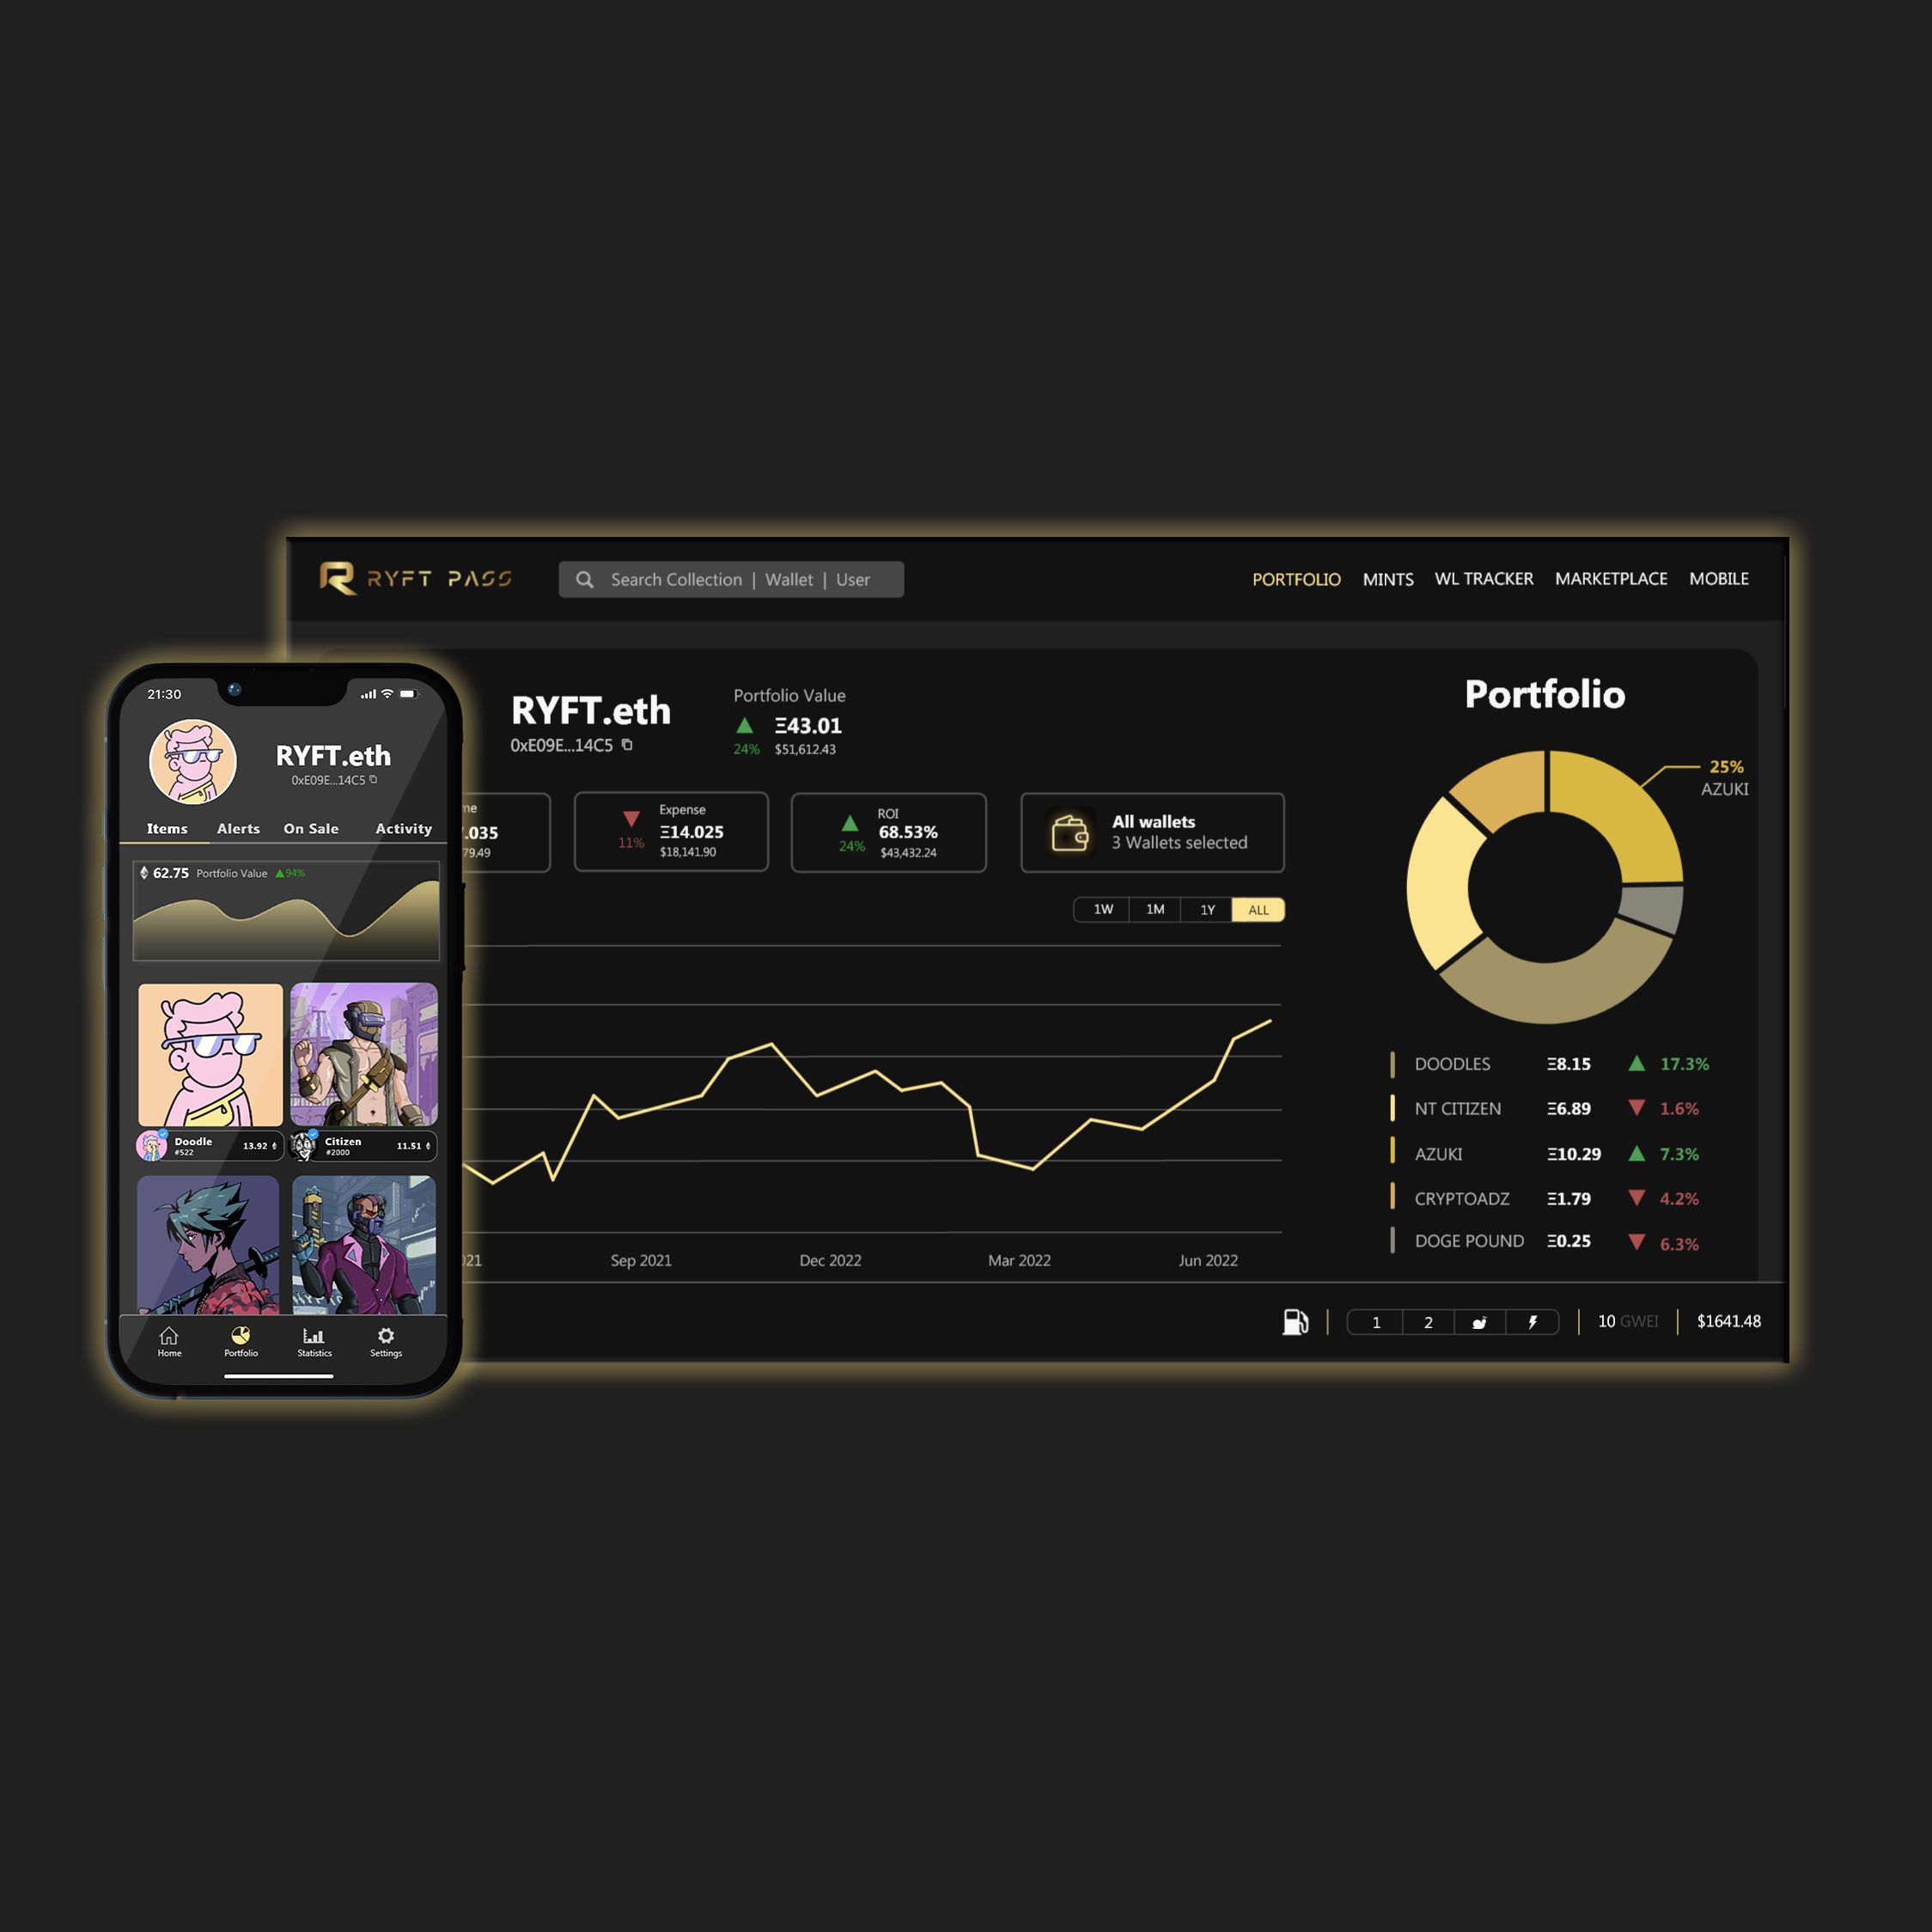 RYFT PASS
Search Collection | Wallet | User
PORTFOLIO MINTS WL TRACKER MARKETPLACE MOBILE
RYFT.eth
0xE09E...14C5
Portfolio Value
Ξ43.01
24% $51,612.43
me
.035
79.49
Expense
Ξ14.025
11%
$18,141.90
ROI
68.53%
24%
$43,432.24
All wallets
3 Wallets selected
1W 1M 1Y ALL
021 Sep 2021 Dec 2022 Mar 2022 Jun 2022
Portfolio
25%
AZUKI
DOODLES Ξ8.15 17.3%
NT CITIZEN Ξ6.89 1.6%
AZUKI Ξ10.29 7.3%
CRYPTOADZ Ξ1.79 4.2%
DOGE POUND Ξ0.25 6.3%
1 2 10 GWEI $1641.48
21:30
RYFT.eth
0xE09E...14C5
Items Alerts On Sale Activity
62.75 Portfolio Value 94%
Doodle
#522
13.92
Citizen
#2000
11.51
Home Portfolio Statistics Settings